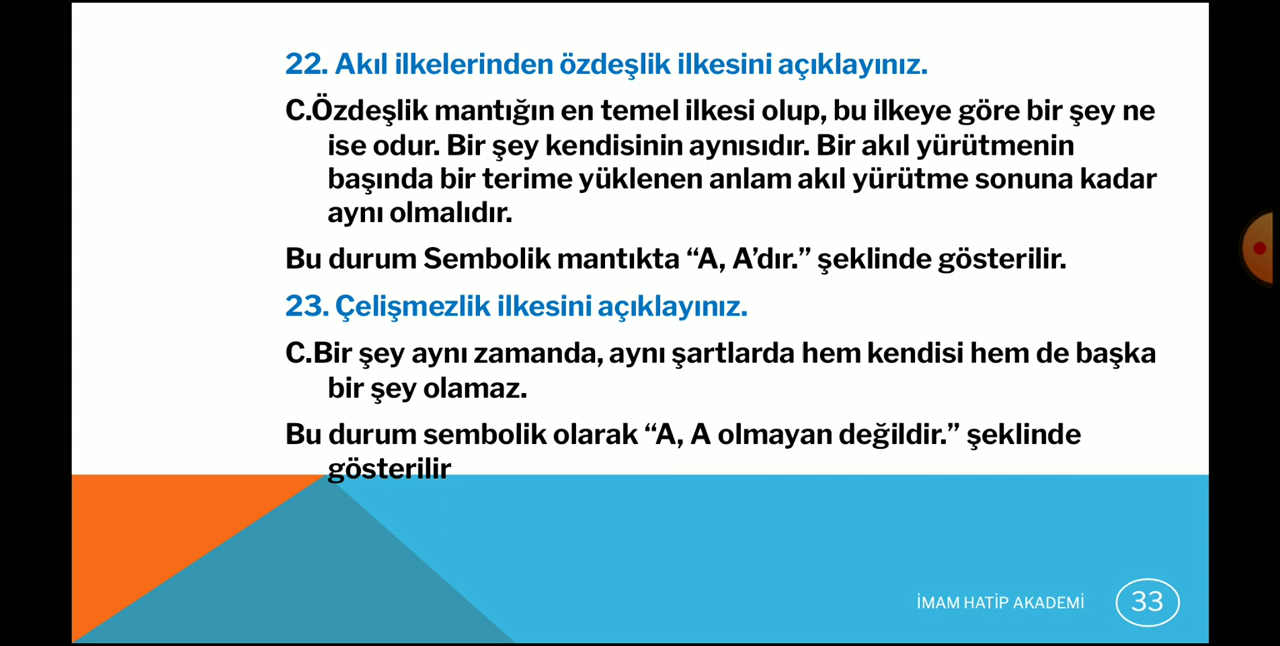 22. Akıl ilkelerinden özdeşlik ilkesini açıklayınız.
C.Özdeşlik mantığın en temel ilkesi olup, bu ilkeye göre bir şey ne
ise odur. Bir şey kendisinin aynısıdır. Bir akıl yürütmenin
başında bir terime yüklenen anlam akıl yürütme sonuna kadar
aynı olmalıdır.
Bu durum Sembolik mantıkta “A, A’dır.” şeklinde gösterilir.
23. Çelişmezlik ilkesini açıklayınız.
C.Bir şey aynı zamanda, aynı şartlarda hem kendisi hem de başka
bir şey olamaz.
Bu durum sembolik olarak “A, A olmayan değildir.” şeklinde
gösterilir
İMAM HATİP AKADEMİ 33